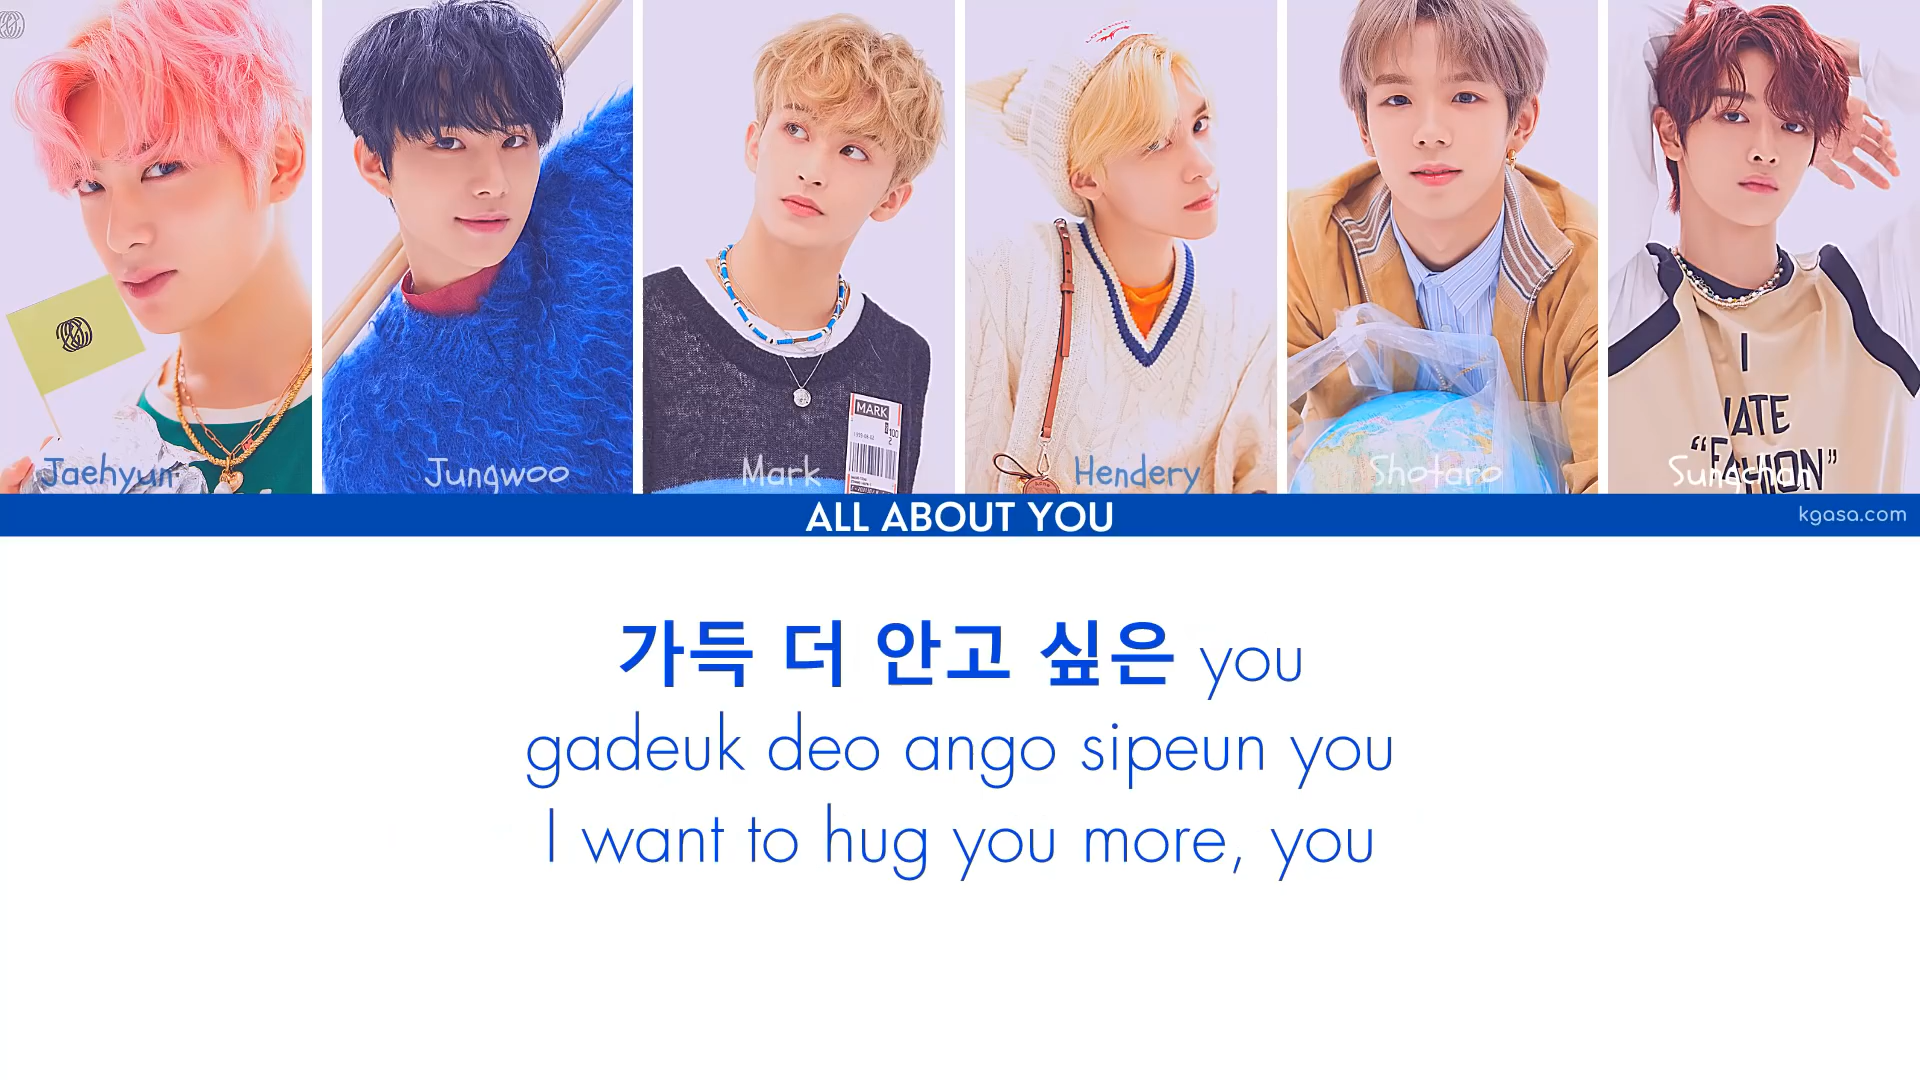 MARK
Jaehyun
Jungwoo
Mark
Hendery
Shotaro
Sungchan
I
HATE
“FASHION”
ALL ABOUT YOU
kgasa.com
가득 더 안고 싶은 you
gadeuk deo ango sipeun you
I want to hug you more, you